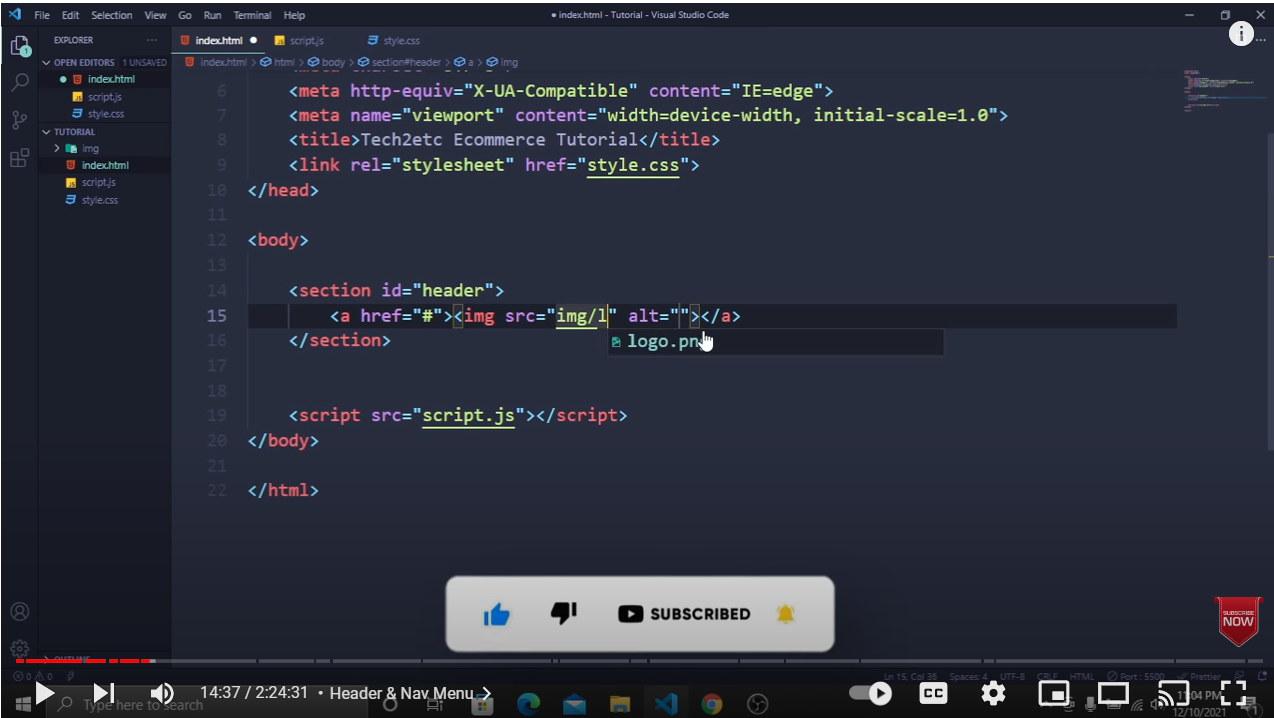 File Edit Selection View Go Run Terminal Help
● index.html - Tutorial - Visual Studio Code
EXPLORER
index.html ● script.js style.css
OPEN EDITORS 1 UNSAVED
index.html > html > body > section#header > a > img
● index.html
script.js
style.css
TUTORIAL
> img
index.html
script.js
style.css
6 <meta http-equiv="X-UA-Compatible" content="IE=edge">
7 <meta name="viewport" content="width=device-width, initial-scale=1.0">
8 <title>Tech2etc Ecommerce Tutorial</title>
9 <link rel="stylesheet" href="style.css">
10 </head>
11
12 <body>
13
14 <section id="header">
15 <a href="#"><img src="img/l" alt=""></a>
logo.pn
16 </section>
17
18
19 <script src="script.js"></script>
20 </body>
21
22 </html>
SUBSCRIBED
SUBSCRIBE
NOW
OUTLINE
Ln 15, Col 36 Spaces: 4 UTF-8 CRLF HTML Port : 5500 Prettier
14:37 / 2:24:31 • Header & Nav Menu >
CC
Type here to search
11:04 PM
12/10/2021